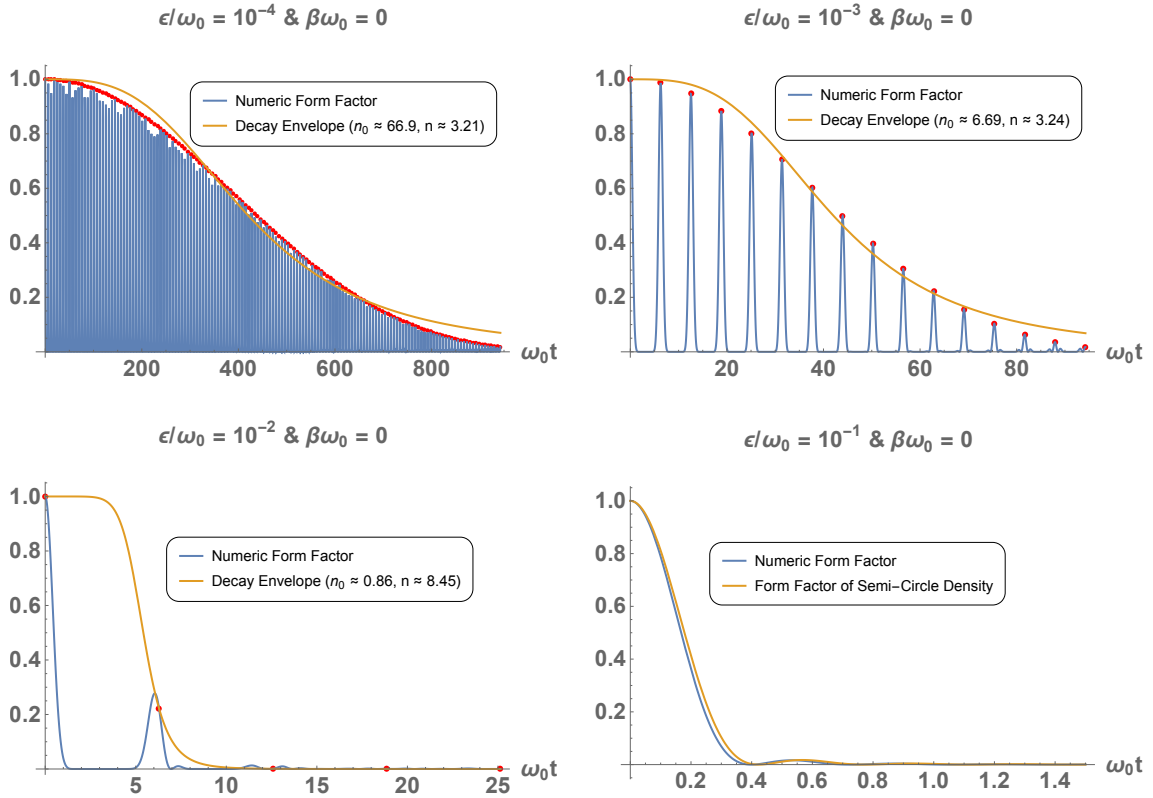 ϵ/ω₀ = 10⁻⁴ & βω₀ = 0
1.0
0.8
0.6
0.4
0.2
200
400
600
800
ω₀t
Numeric Form Factor
Decay Envelope (n₀ ≈ 66.9, n ≈ 3.21)
ϵ/ω₀ = 10⁻³ & βω₀ = 0
1.0
0.8
0.6
0.4
0.2
20
40
60
80
ω₀t
Numeric Form Factor
Decay Envelope (n₀ ≈ 6.69, n ≈ 3.24)
ϵ/ω₀ = 10⁻² & βω₀ = 0
1.0
0.8
0.6
0.4
0.2
5
10
15
20
25
ω₀t
Numeric Form Factor
Decay Envelope (n₀ ≈ 0.86, n ≈ 8.45)
ϵ/ω₀ = 10⁻¹ & βω₀ = 0
1.0
0.8
0.6
0.4
0.2
0.2
0.4
0.6
0.8
1.0
1.2
1.4
ω₀t
Numeric Form Factor
Form Factor of Semi−Circle Density